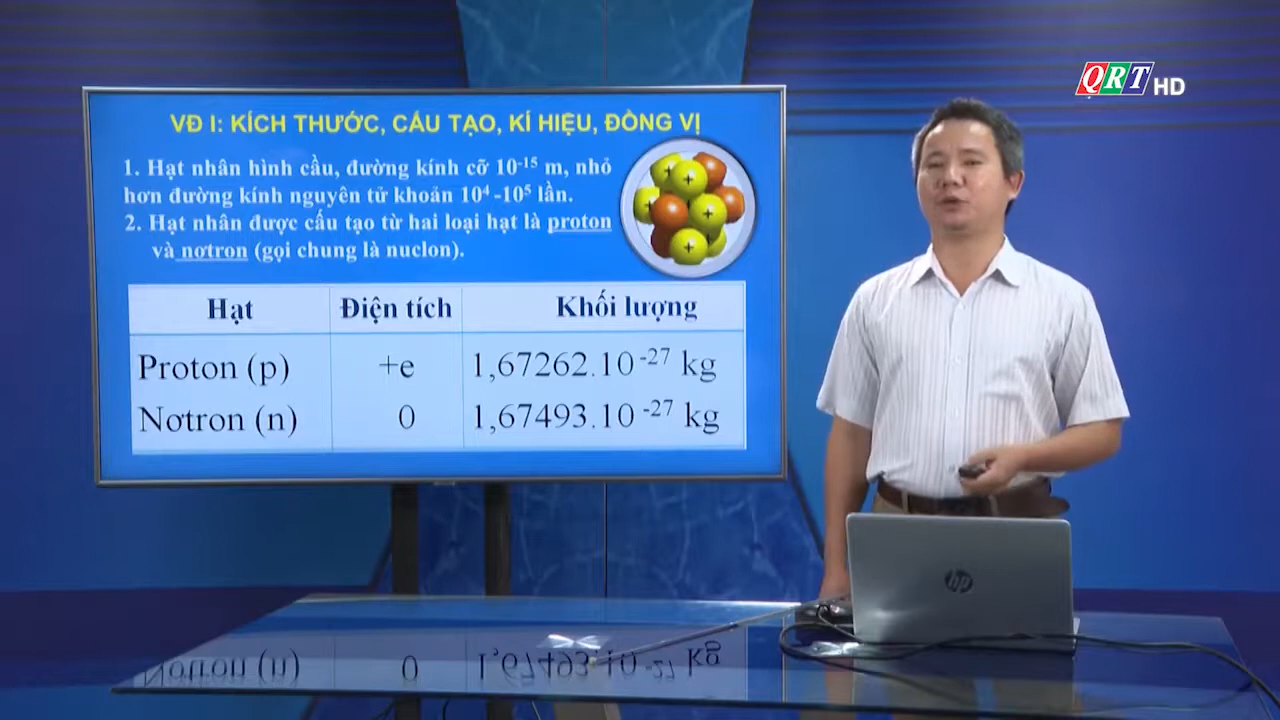 QRT HD
VĐ I: KÍCH THƯỚC, CẤU TẠO, KÍ HIỆU, ĐỒNG VỊ
1. Hạt nhân hình cầu, đường kính cỡ 10⁻¹⁵ m, nhỏ
hơn đường kính nguyên tử khoản 10⁴ -10⁵ lần.
2. Hạt nhân được cấu tạo từ hai loại hạt là proton
và nơtron (gọi chung là nuclon).
Hạt Điện tích Khối lượng
Proton (p) +e 1,67262.10⁻²⁷ kg
Nơtron (n) 0 1,67493.10⁻²⁷ kg
hp